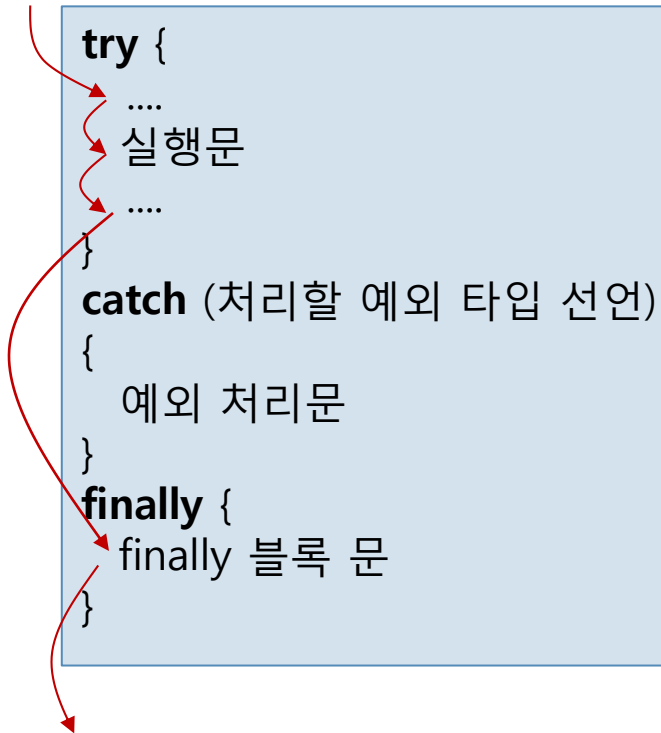 try {
....
실행문
....
}
catch (처리할 예외 타입 선언)
{
예외 처리문
}
finally {
finally 블록 문
}